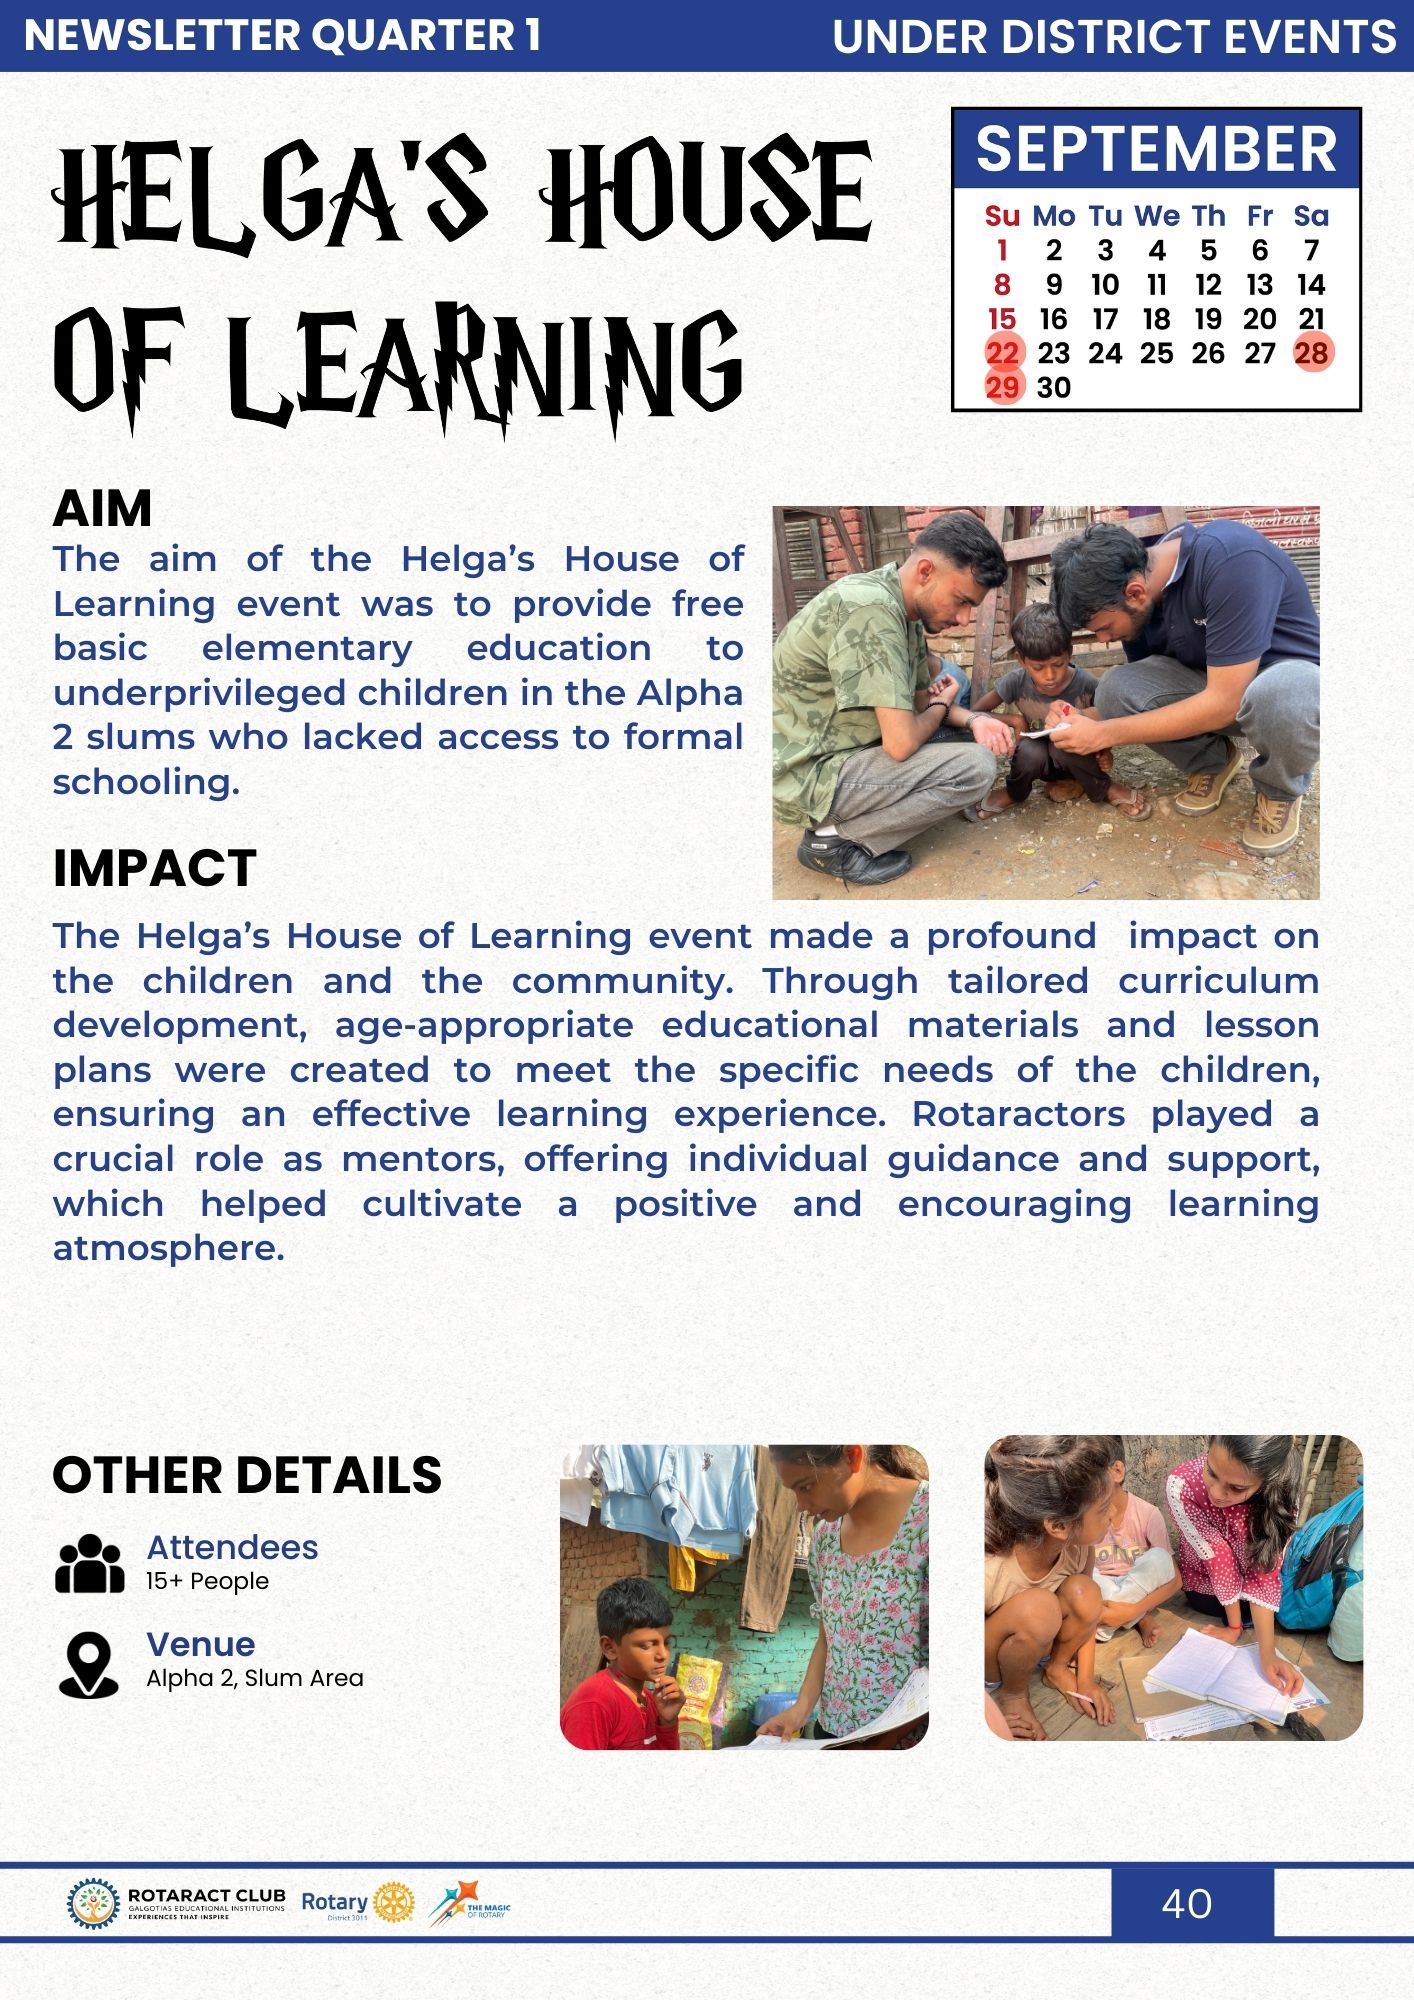 NEWSLETTER QUARTER 1
UNDER DISTRICT EVENTS
HELGA'S HOUSE
OF LEARNING
SEPTEMBER
Su Mo Tu We Th Fr Sa
1 2 3 4 5 6 7
8 9 10 11 12 13 14
15 16 17 18 19 20 21
22 23 24 25 26 27 28
29 30
AIM
The aim of the Helga’s House of
Learning event was to provide free
basic elementary education to
underprivileged children in the Alpha
2 slums who lacked access to formal
schooling.
IMPACT
The Helga’s House of Learning event made a profound impact on
the children and the community. Through tailored curriculum
development, age-appropriate educational materials and lesson
plans were created to meet the specific needs of the children,
ensuring an effective learning experience. Rotaractors played a
crucial role as mentors, offering individual guidance and support,
which helped cultivate a positive and encouraging learning
atmosphere.
OTHER DETAILS
Attendees
15+ People
Venue
Alpha 2, Slum Area
ROTARACT CLUB
GALGOTIAS EDUCATIONAL INSTITUTIONS
EXPERIENCES THAT INSPIRE
Rotary
District 3011
THE MAGIC
OF ROTARY
40